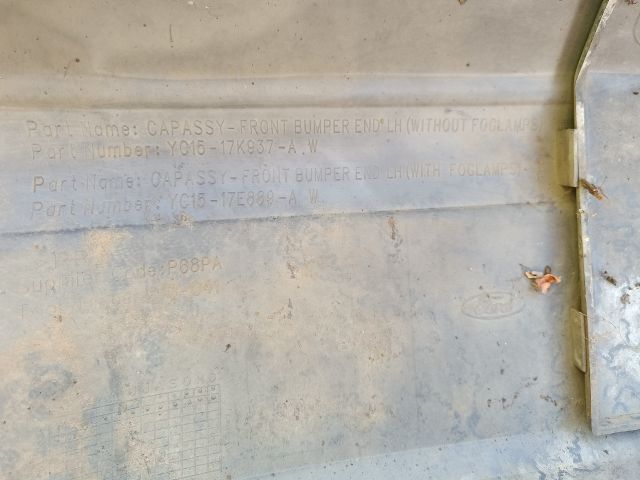 Part Name: CAPASSY-FRONT BUMPER END LH (WITHOUT FOGLAMPS)
Part Number: YC15-17K937-A W
Part Name: CAPASSY-FRONT BUMPER END LH (WITH FOGLAMPS)
Part Number: YC15-17E889-A W
Supplier Code: P68PA
Ford